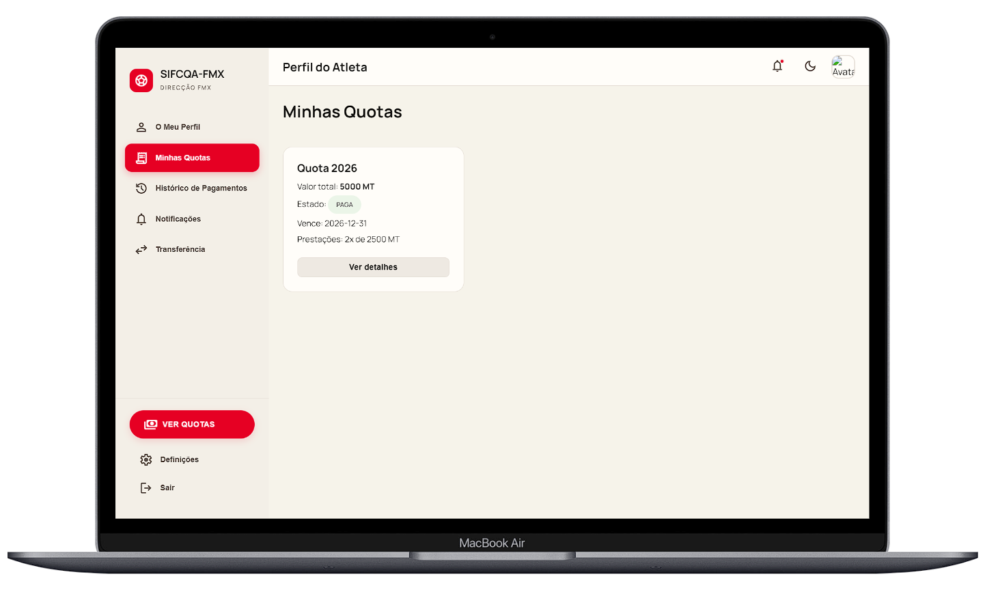 SIFCQA-FMX
DIRECÇÃO FMX
O Meu Perfil
Minhas Quotas
Histórico de Pagamentos
Notificações
Transferência
VER QUOTAS
Definições
Sair
Perfil do Atleta
Avata
Minhas Quotas
Quota 2026
Valor total: 5000 MT
Estado: PAGA
Vence: 2026-12-31
Prestações: 2x de 2500 MT
Ver detalhes
MacBook Air